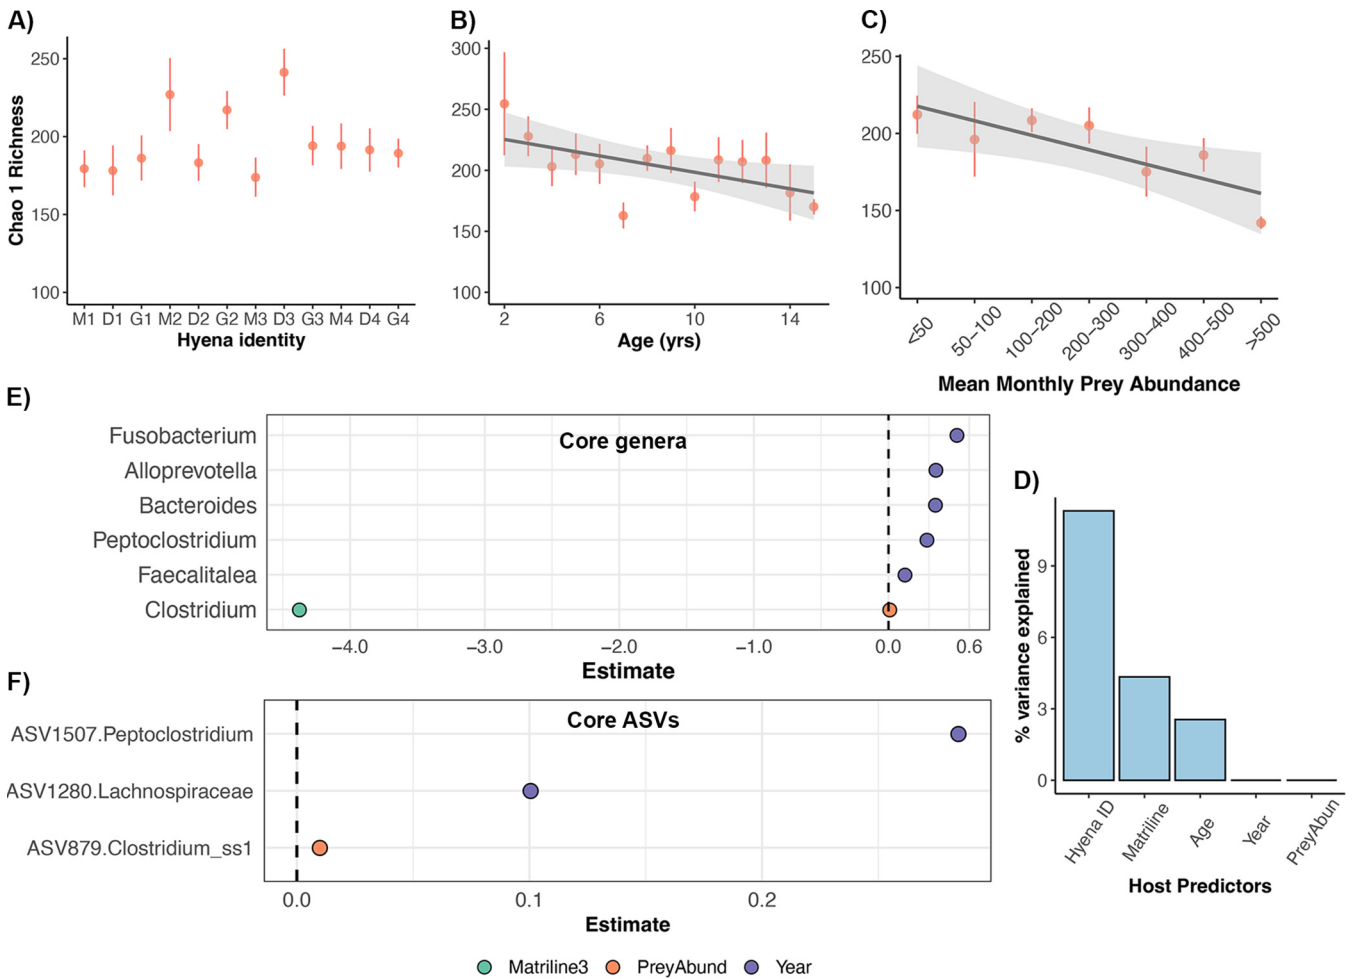 A)
250
200
150
100
Chao 1 Richness
M1 D1 G1 M2 D2 G2 M3 D3 G3 M4 D4 G4
Hyena identity
B)
300
250
200
150
100
2 6 10 14
Age (yrs)
C)
250
200
150
100
<50 50−100 100−200 200−300 300−400 400−500 >500
Mean Monthly Prey Abundance
E)
Core genera
Fusobacterium
Alloprevotella
Bacteroides
Peptoclostridium
Faecalitalea
Clostridium
−4.0 −3.0 −2.0 −1.0 0.0 0.6
Estimate
D)
% variance explained
9
6
3
0
Hyena ID Matriline Age Year PreyAbun
Host Predictors
F)
Core ASVs
ASV1507.Peptoclostridium
ASV1280.Lachnospiraceae
ASV879.Clostridium_ss1
0.0 0.1 0.2
Estimate
Matriline3 PreyAbund Year